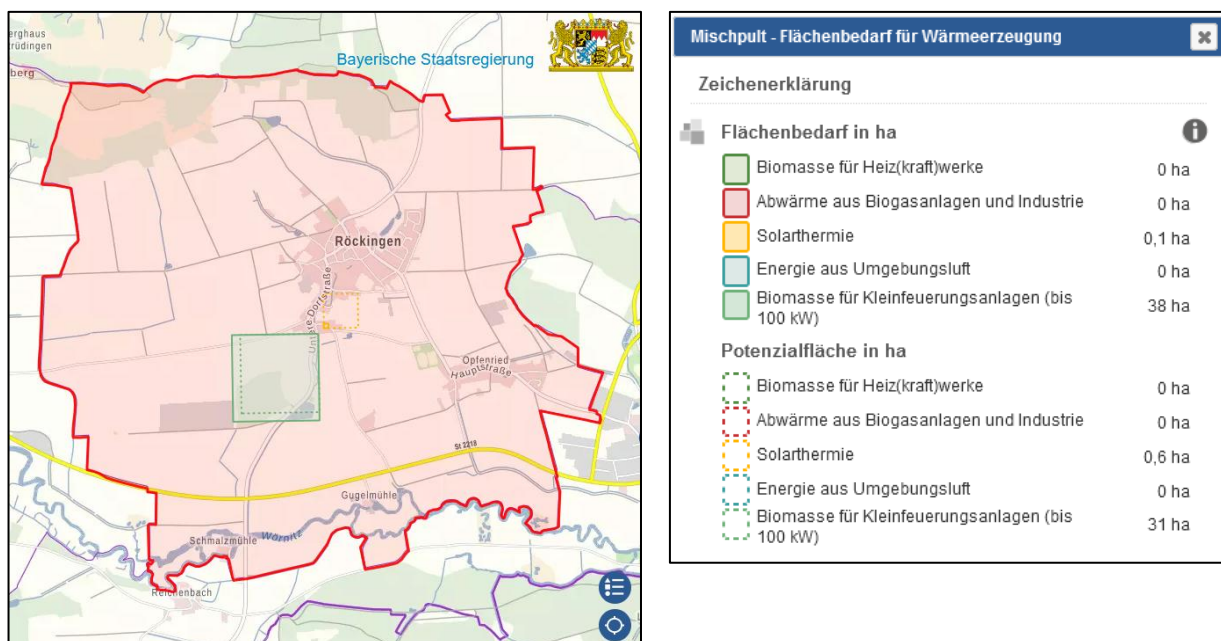 erghaus
trüdingen
berg
Bayerische Staatsregierung
Röckingen
Untere Dorfstraße
Opfenried
Hauptstraße
St 2218
Gugelmühle
Schmalzmühle
Wörnitz
Reichenbach
Mischpult - Flächenbedarf für Wärmeerzeugung
Zeichenerklärung
Flächenbedarf in ha
Biomasse für Heiz(kraft)werke 0 ha
Abwärme aus Biogasanlagen und Industrie 0 ha
Solarthermie 0,1 ha
Energie aus Umgebungsluft 0 ha
Biomasse für Kleinfeuerungsanlagen (bis
100 kW) 38 ha
Potenzialfläche in ha
Biomasse für Heiz(kraft)werke 0 ha
Abwärme aus Biogasanlagen und Industrie 0 ha
Solarthermie 0,6 ha
Energie aus Umgebungsluft 0 ha
Biomasse für Kleinfeuerungsanlagen (bis
100 kW) 31 ha